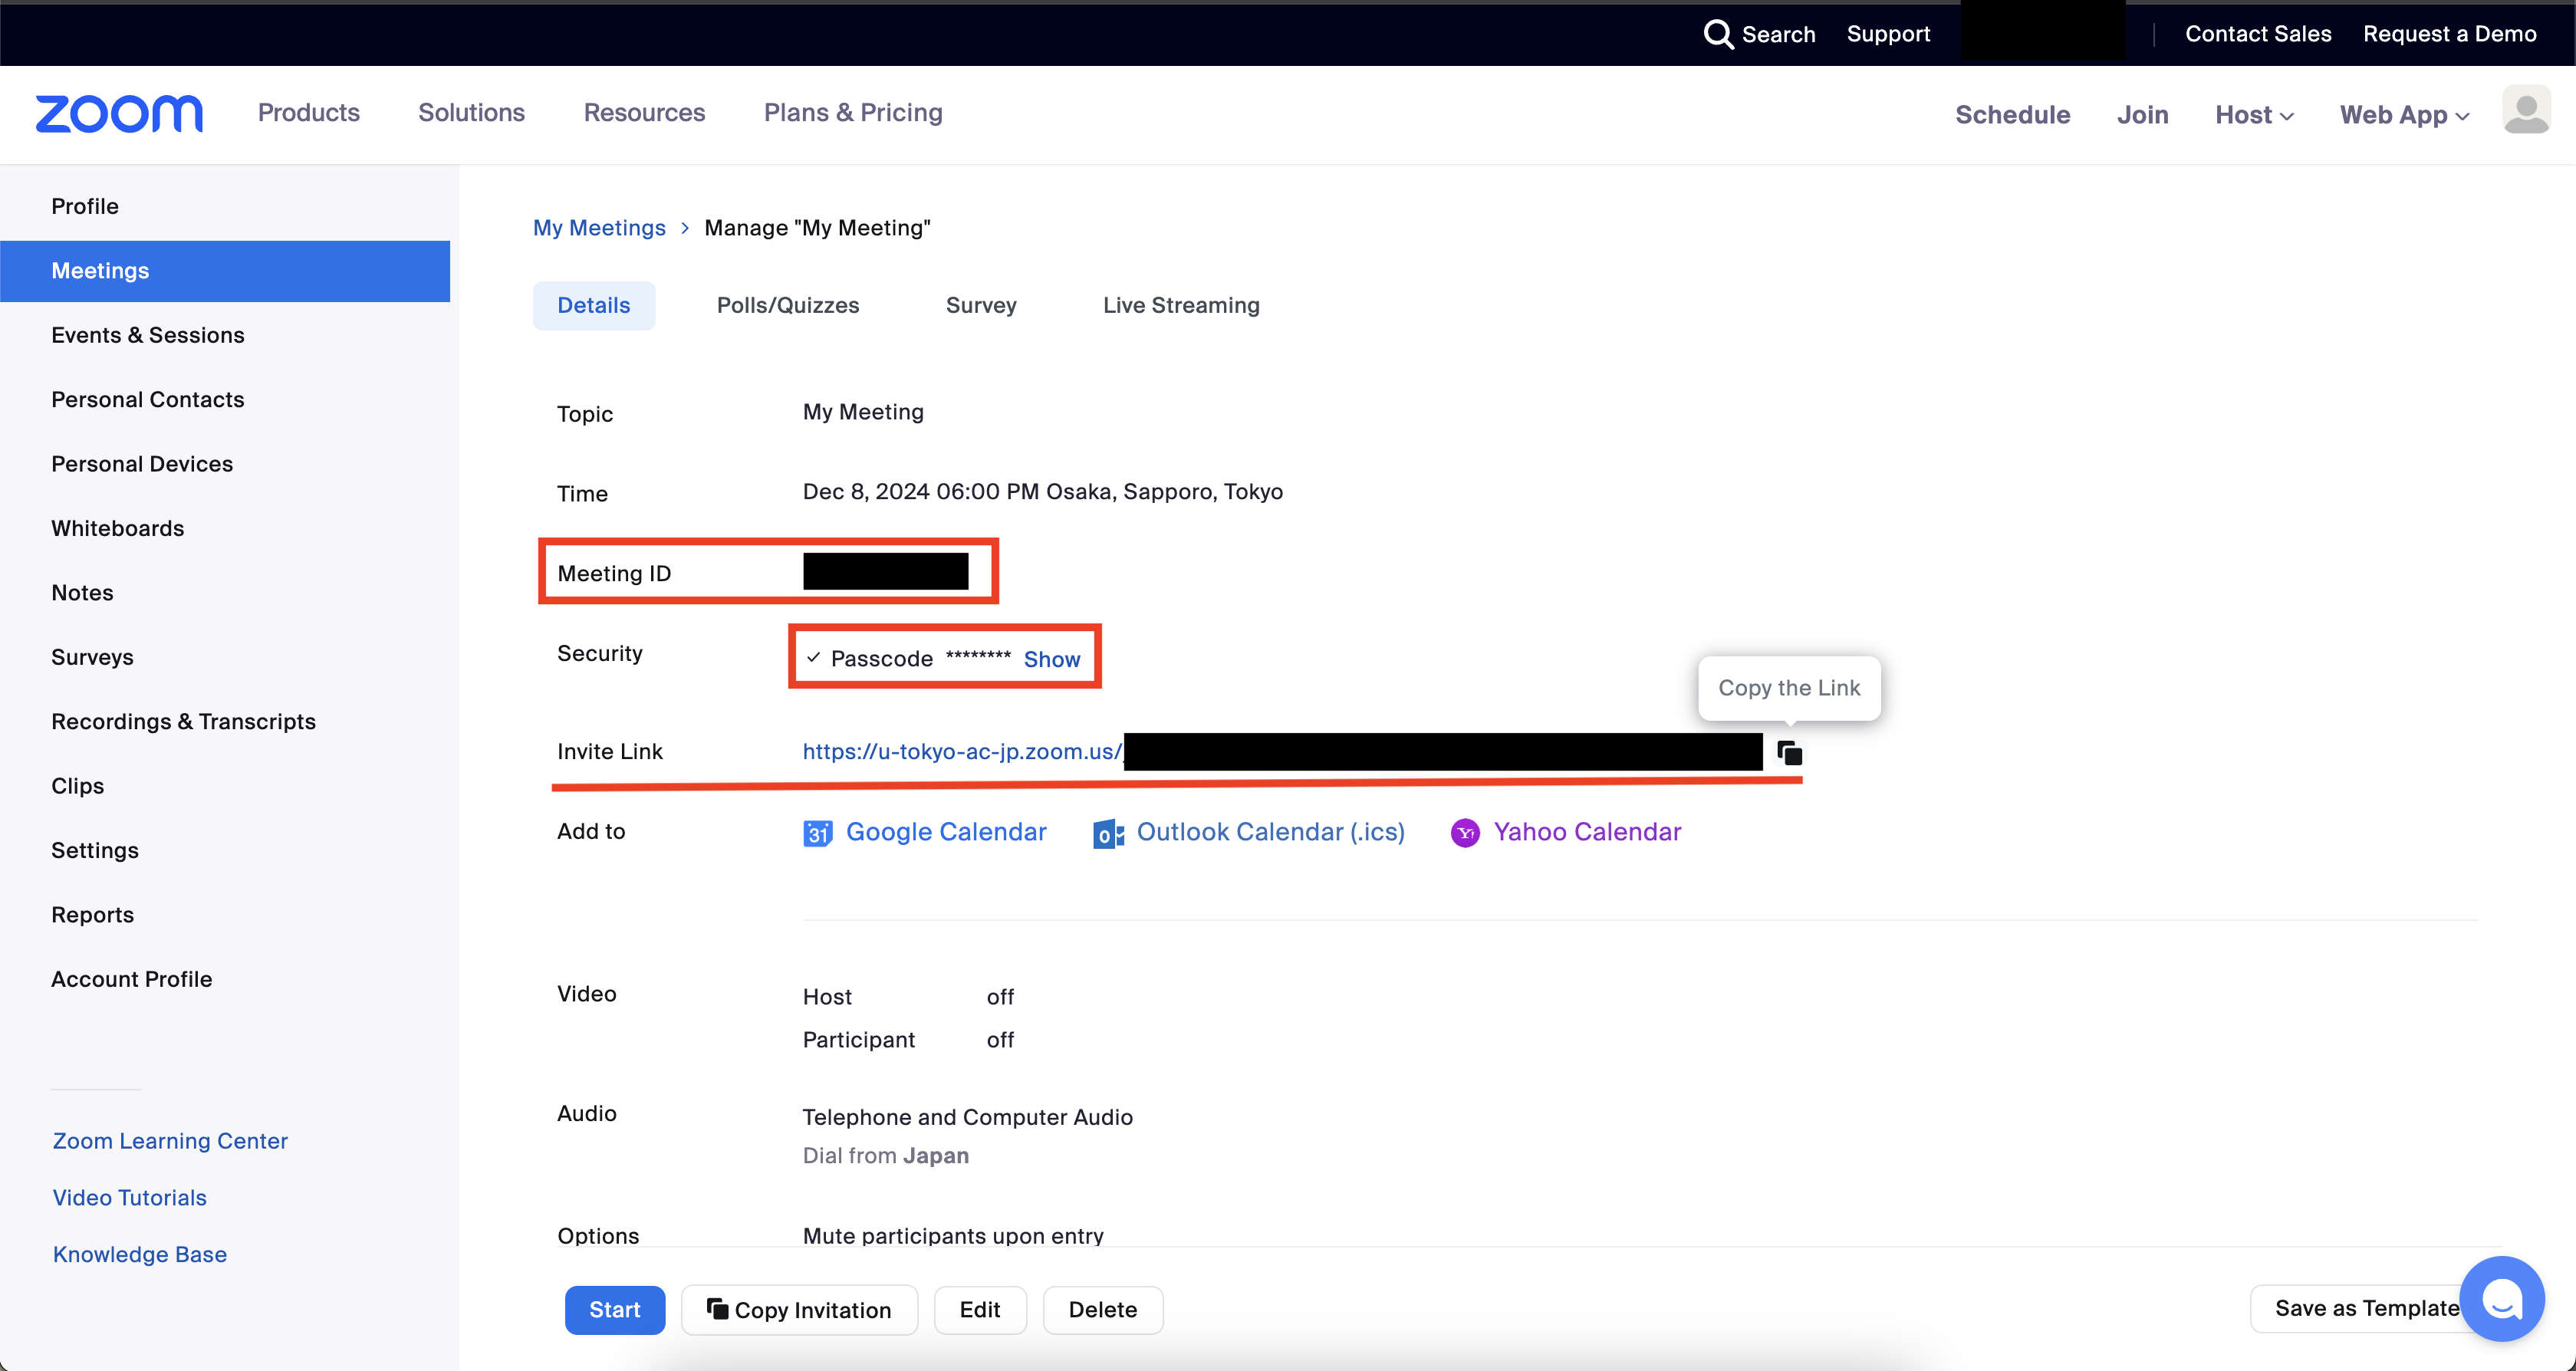 Search Support Contact Sales Request a Demo
zoom Products Solutions Resources Plans & Pricing Schedule Join Host Web App
Profile
Meetings
Events & Sessions
Personal Contacts
Personal Devices
Whiteboards
Notes
Surveys
Recordings & Transcripts
Clips
Settings
Reports
Account Profile
Zoom Learning Center
Video Tutorials
Knowledge Base
My Meetings > Manage "My Meeting"
Details Polls/Quizzes Survey Live Streaming
Topic My Meeting
Time Dec 8, 2024 06:00 PM Osaka, Sapporo, Tokyo
Meeting ID
Security ✓ Passcode ******** Show
Copy the Link
Invite Link https://u-tokyo-ac-jp.zoom.us/
Add to 31 Google Calendar Outlook Calendar (.ics) Y! Yahoo Calendar
Video Host off
Participant off
Audio Telephone and Computer Audio
Dial from Japan
Options Mute participants upon entry
Start Copy Invitation Edit Delete Save as Template